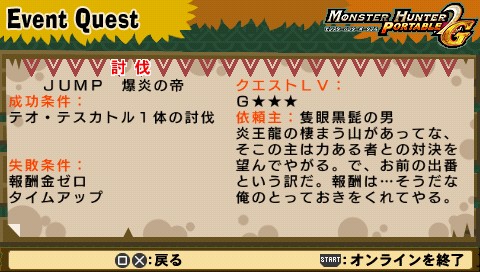 Event Quest
MONSTER HUNTER
PORTABLE 2nd G
討伐
JUMP 爆炎の帝
成功条件：
テオ・テスカトル１体の討伐
失敗条件：
報酬金ゼロ
タイムアップ
クエストＬＶ：
Ｇ★★★
依頼主：隻眼黒髭の男
炎王龍の棲まう山があってな、
そこの主は力ある者との対決を
望んでやがる。で、お前の出番
という訳だ。報酬は…そうだな
俺のとっておきをくれてやる。
□×：戻る
START：オンラインを終了